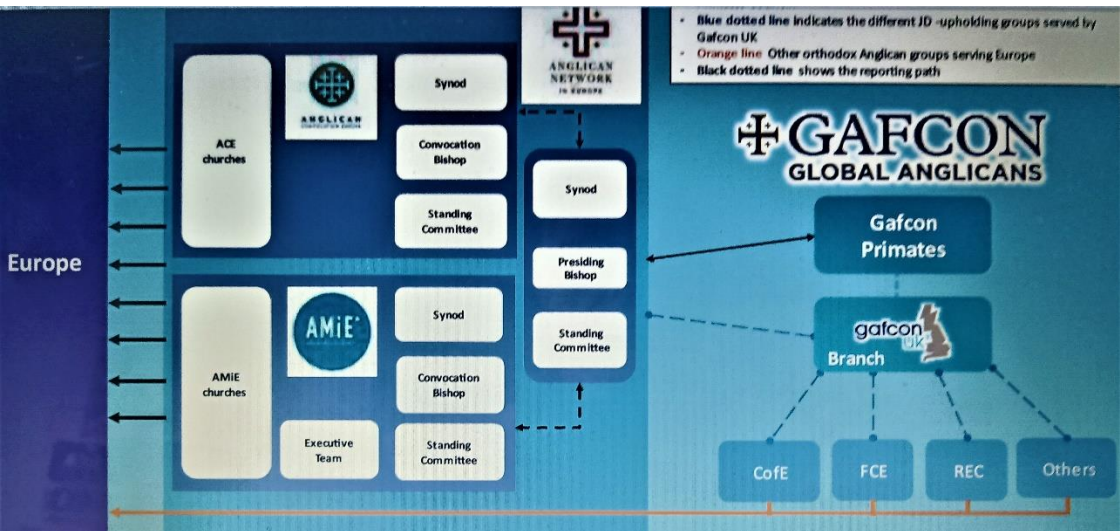 Blue dotted line indicates the different JD -upholding groups served by
Gafcon UK
Orange line Other orthodox Anglican groups serving Europe
Black dotted line shows the reporting path
ANGLICAN
NETWORK
IN EUROPE
GAFCON
GLOBAL ANGLICANS
Europe
ACE
churches
ANGLICAN
CONVOCATION EUROPE
Synod
Convocation
Bishop
Standing
Committee
AMiE
churches
AMiE
Executive
Team
Synod
Convocation
Bishop
Standing
Committee
Synod
Presiding
Bishop
Standing
Committee
Gafcon
Primates
gafcon
UK
Branch
CofE
FCE
REC
Others